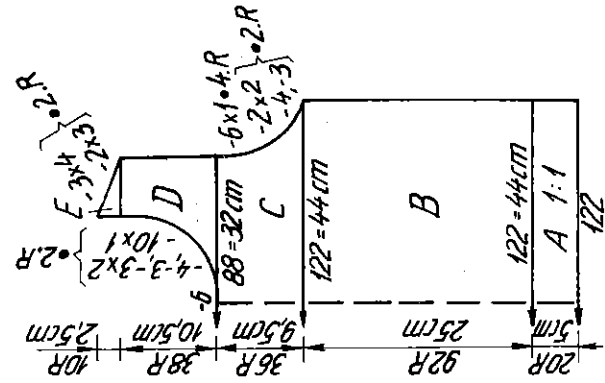 -3x4
-2x3 } •2.R
E
•2.R { -4,-3,-3x2
-10x1
D
-6x1•4.R
-2x2
-4,-3 } •2.R
-6
88=32cm
C
122=44cm
B
122=44cm
A 1:1
122
10R 2,5cm
38R 10,5cm
36R 9,5cm
92R 25cm
20R 5cm